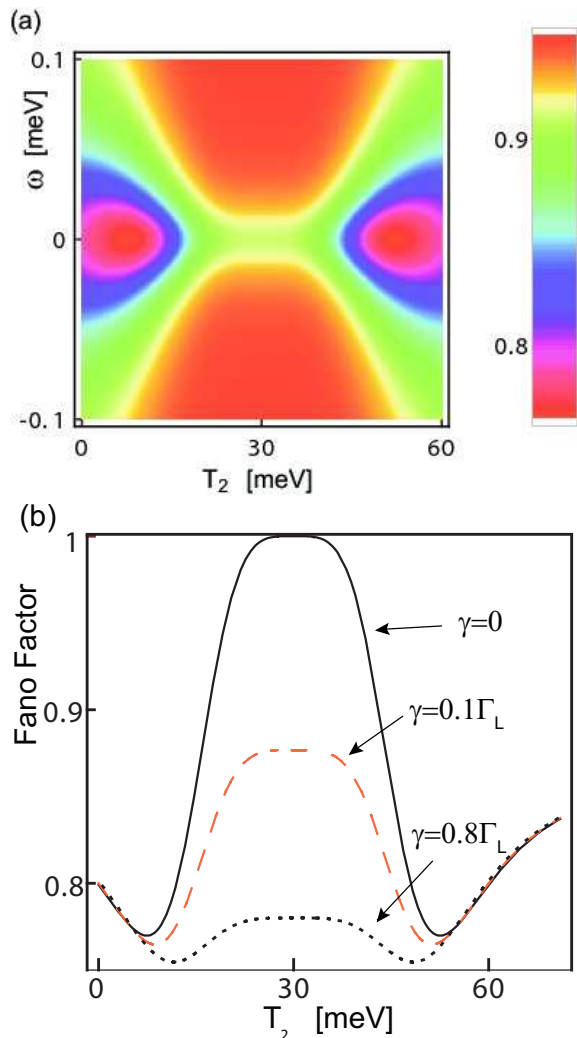 (a)
0.1
ω [meV]
0
-0.1
0 30 60
T2 [meV]
0.9
0.8
(b)
1
Fano Factor
γ=0
0.9
γ=0.1ΓL
γ=0.8ΓL
0.8
0 30 60
T2 [meV]